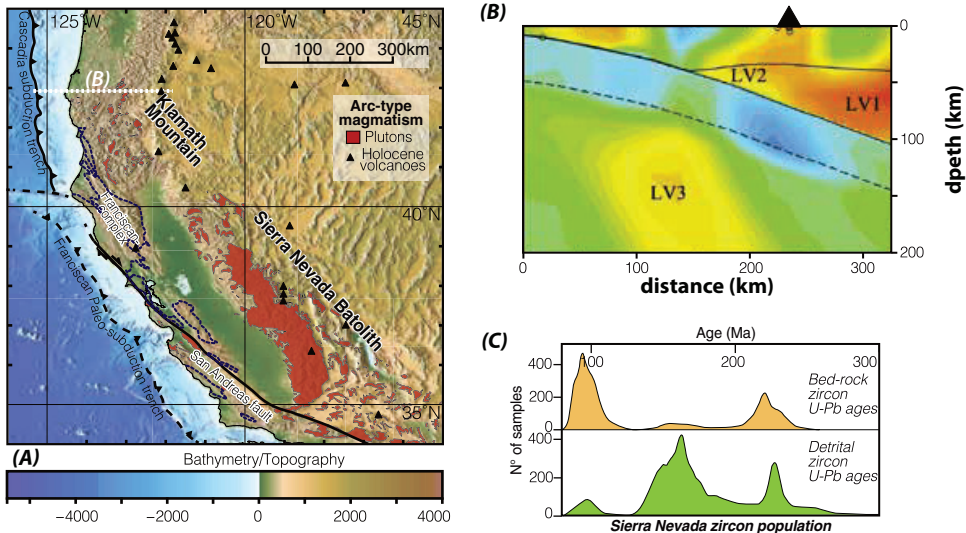 125°W
120°W
45°N
0 100 200 300km
Cascadia subduction trench
(B)
Klamath
Mountain
Arc-type
magmatism
Plutons
Holocene
volcanoes
40°N
Franciscan
complex
Sierra Nevada Batolith
Franciscan Paleo-subduction trench
San Andreas fault
35°N
(A)
Bathymetry/Topography
−4000 −2000 0 2000 4000
(B)
0
LV2
LV1
100
LV3
200
dpeth (km)
0 100 200 300
distance (km)
(C)
Age (Ma)
100 200 300
400
200
0
Bed-rock
zircon
U-Pb ages
N° of samples
400
200
0
Detrital
zircon
U-Pb ages
Sierra Nevada zircon population